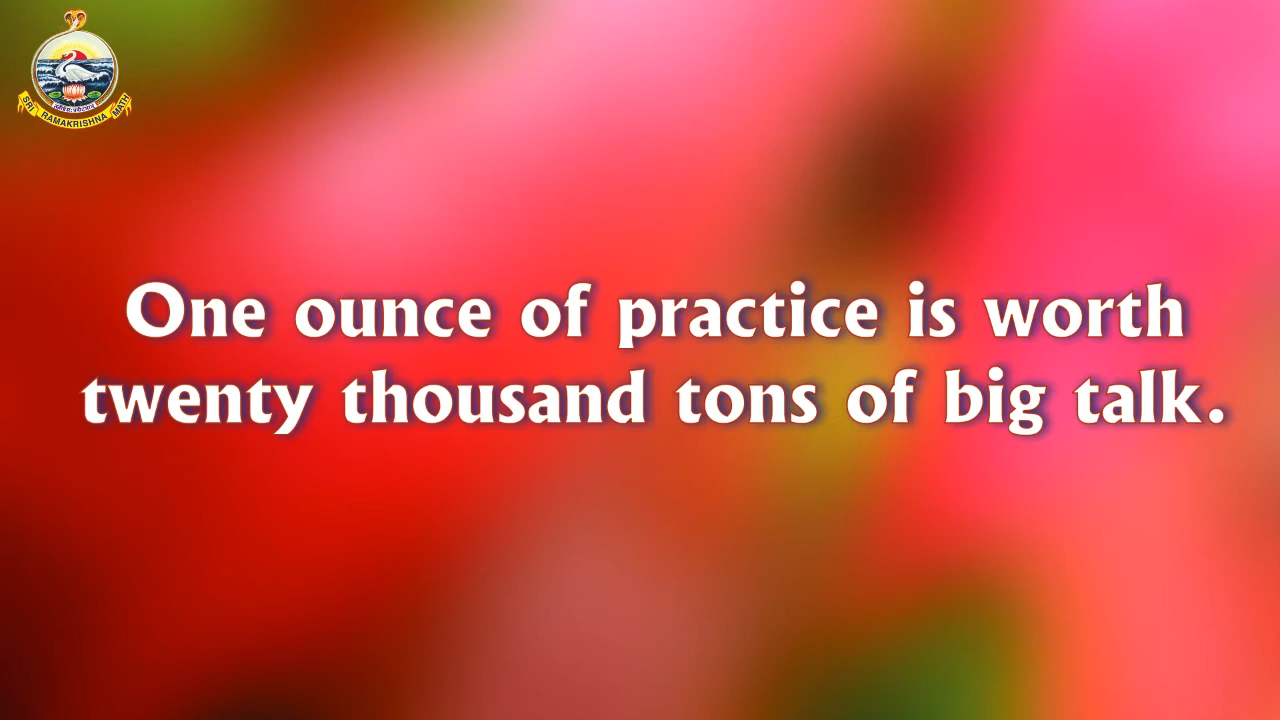 SRI RAMAKRISHNA MATH
One ounce of practice is worth
twenty thousand tons of big talk.